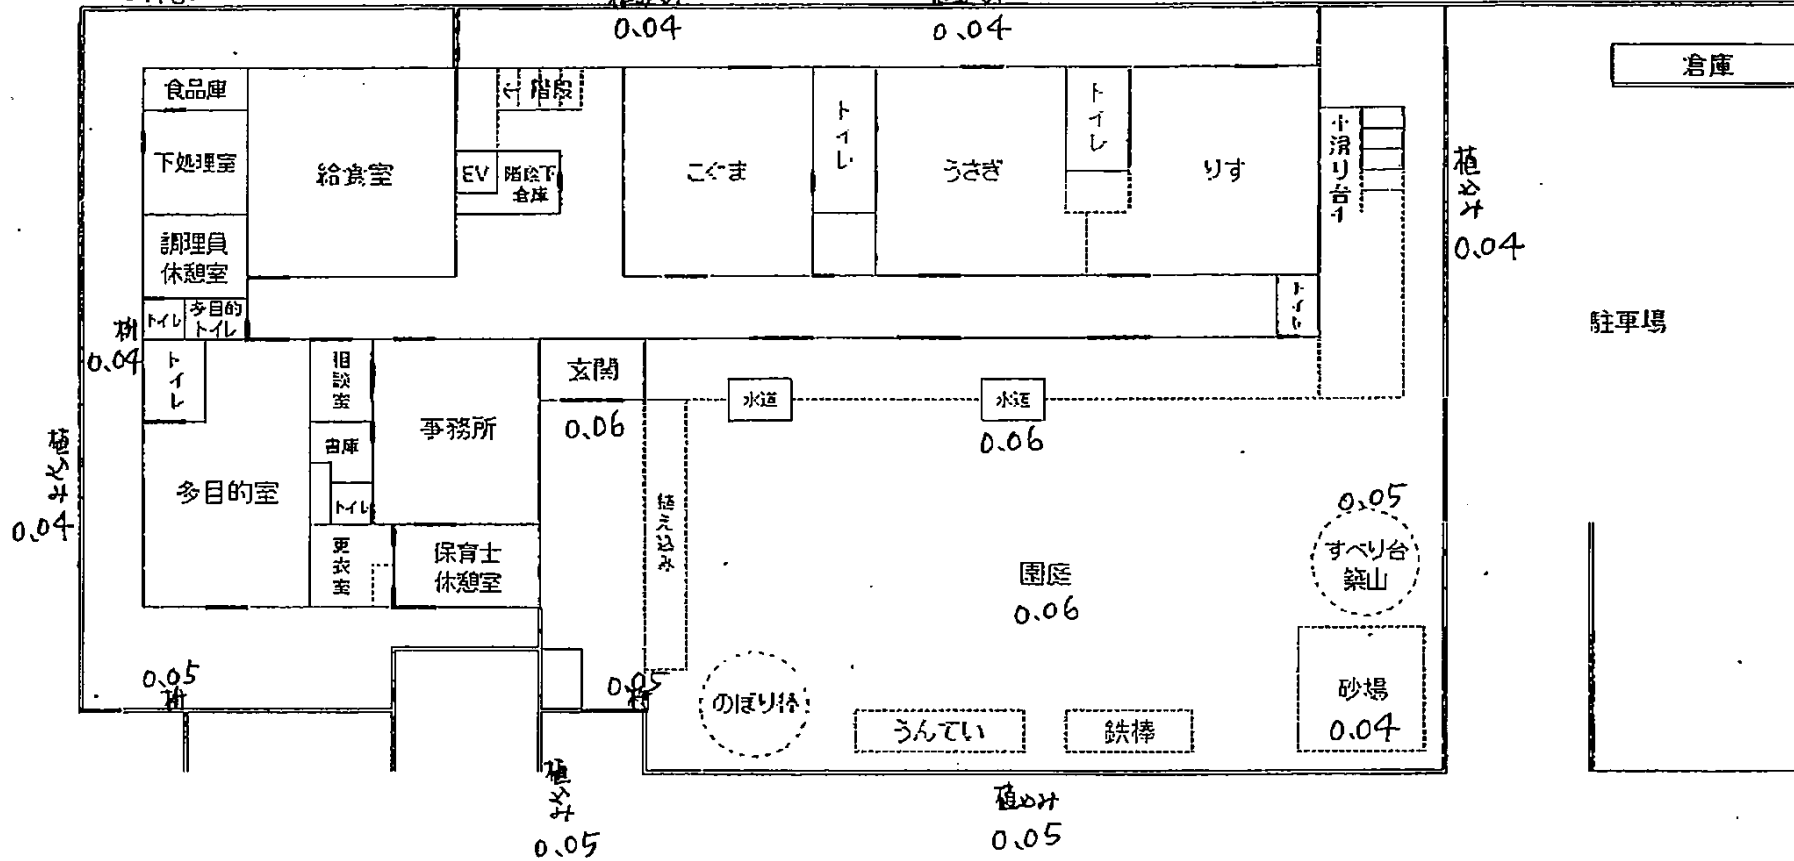 0.04
0.04
倉庫
食品庫
階段
トイレ
トイレ
下処理室
給食室
EV
階段下
倉庫
こぐま
うさぎ
りす
植込み
0.04
調理員
休憩室
トイレ
多目的
トイレ
トイレ
駐車場
桝
0.04
トイレ
相談室
事務所
玄関
0.06
水道
水道
0.06
植込み
0.04
書庫
多目的室
トイレ
植え込み
0.05
すべり台
築山
更衣室
保育士
休憩室
園庭
0.06
0.05
桝
0.05
桝
のぼり棒
うんてい
鉄棒
砂場
0.04
植込み
0.05
植込み
0.05